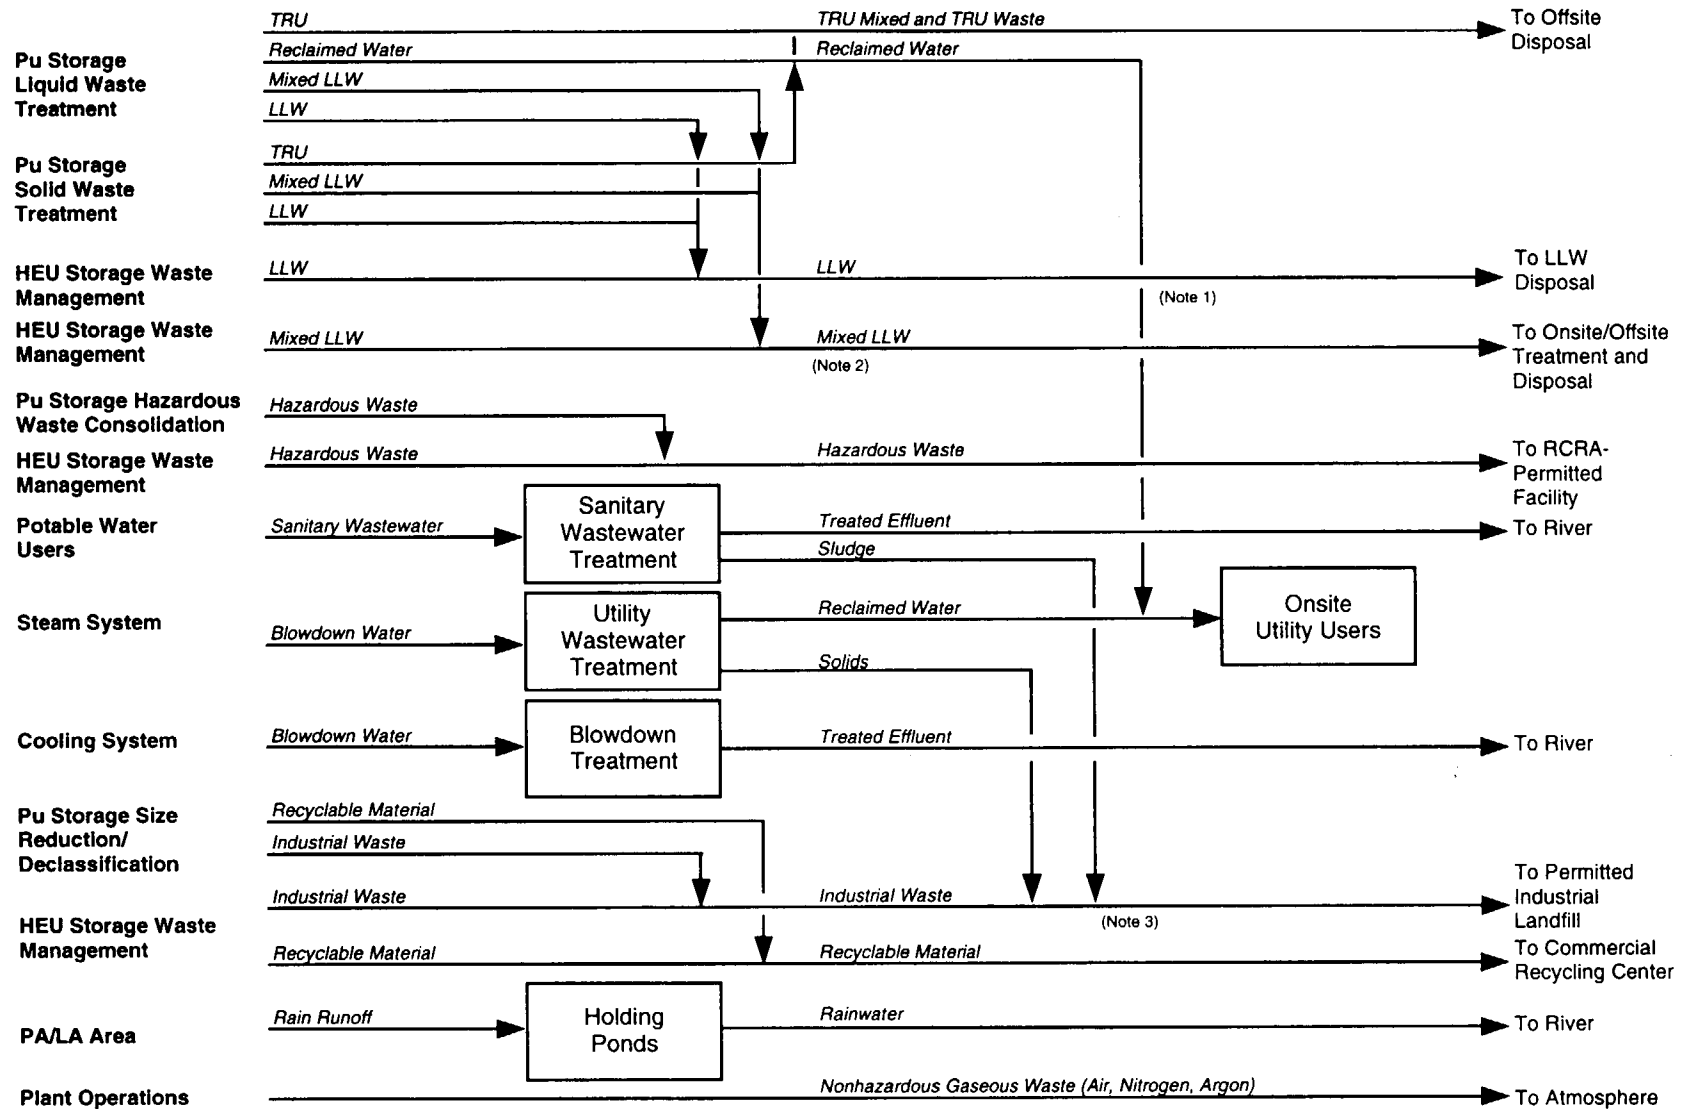 TRU
TRU Mixed and TRU Waste
To Offsite
Disposal
Pu Storage
Liquid Waste
Treatment
Reclaimed Water
Reclaimed Water
Mixed LLW
LLW
Pu Storage
Solid Waste
Treatment
TRU
Mixed LLW
LLW
HEU Storage Waste
Management
LLW
LLW
(Note 1)
To LLW
Disposal
HEU Storage Waste
Management
Mixed LLW
Mixed LLW
(Note 2)
To Onsite/Offsite
Treatment and
Disposal
Pu Storage Hazardous
Waste Consolidation
Hazardous Waste
HEU Storage Waste
Management
Hazardous Waste
Hazardous Waste
To RCRA-
Permitted
Facility
Potable Water
Users
Sanitary Wastewater
Sanitary
Wastewater
Treatment
Treated Effluent
Sludge
To River
Steam System
Blowdown Water
Utility
Wastewater
Treatment
Reclaimed Water
Solids
Onsite
Utility Users
Cooling System
Blowdown Water
Blowdown
Treatment
Treated Effluent
To River
Pu Storage Size
Reduction/
Declassification
Recyclable Material
Industrial Waste
HEU Storage Waste
Management
Industrial Waste
Industrial Waste
(Note 3)
To Permitted
Industrial
Landfill
Recyclable Material
Recyclable Material
To Commercial
Recycling Center
PA/LA Area
Rain Runoff
Holding
Ponds
Rainwater
To River
Plant Operations
Nonhazardous Gaseous Waste (Air, Nitrogen, Argon)
To Atmosphere